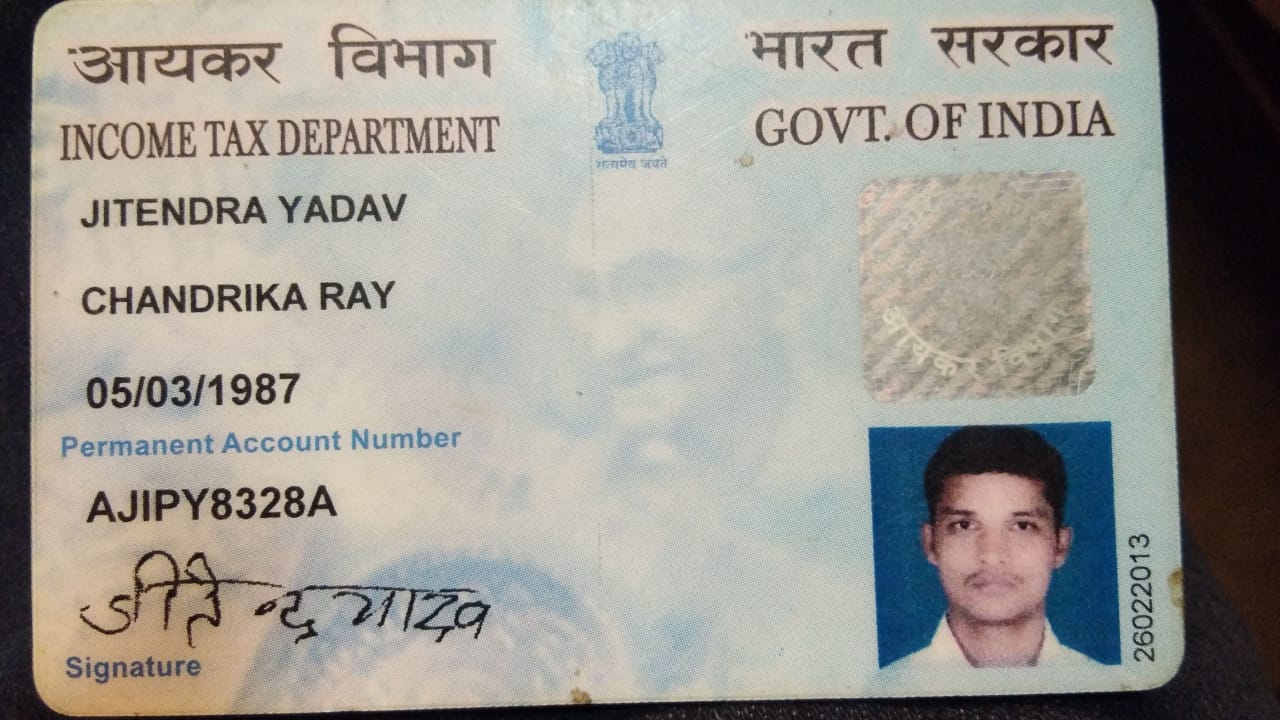 आयकर विभाग
INCOME TAX DEPARTMENT
भारत सरकार
GOVT. OF INDIA
सत्यमेव जयते
JITENDRA YADAV
CHANDRIKA RAY
05/03/1987
Permanent Account Number
AJIPY8328A
जीतेन्द्र यादव
Signature
आयकर विभाग
26022013